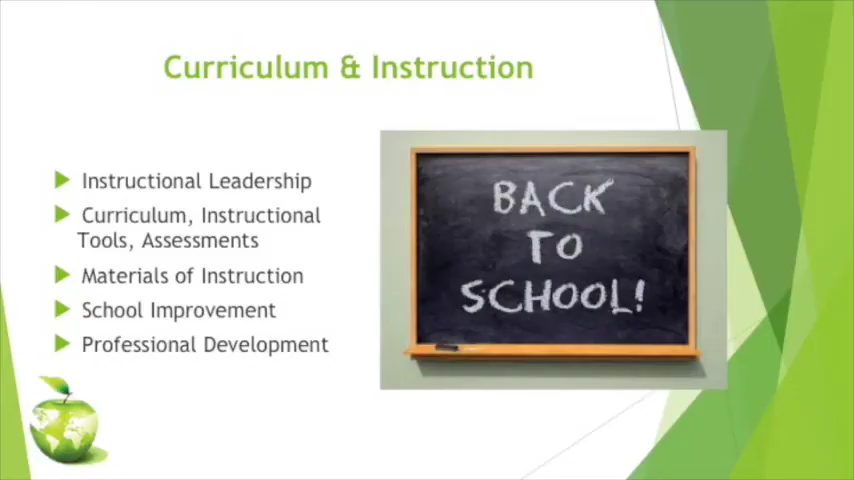 Curriculum & Instruction
Instructional Leadership
Curriculum, Instructional
Tools, Assessments
Materials of Instruction
School Improvement
Professional Development
BACK
TO
SCHOOL!